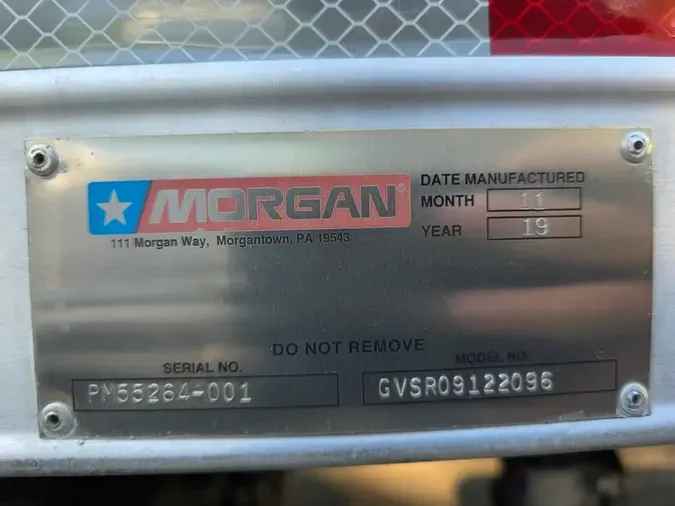 MORGAN®
111 Morgan Way, Morgantown, PA 19543
DATE MANUFACTURED
MONTH 11
YEAR 19
DO NOT REMOVE
SERIAL NO. MODEL NO.
PM55264-001 GVSR09122096